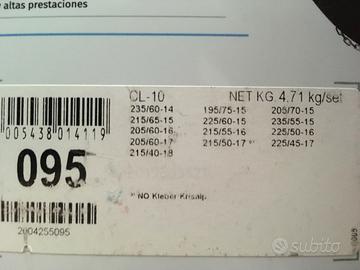 y altas prestaciones
CL-10 NET KG. 4.71 kg/set
235/60-14 195/75-15 205/70-15
215/65-15 225/60-15 235/55-15
205/60-16 215/55-16 225/50-16
205/60-17 215/50-17 *) 225/45-17
215/40-18
005438014119
095
*) NO Kleber Krisalp.
2004255095
Subito